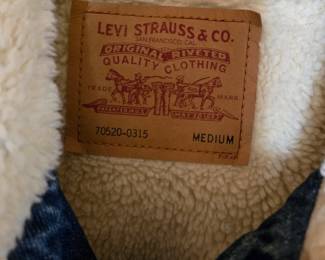 LEVI STRAUSS & CO.
SAN FRANCISCO, CAL.
ORIGINAL RIVETED
QUALITY CLOTHING
TRADE MARK
70520-0315 MEDIUM